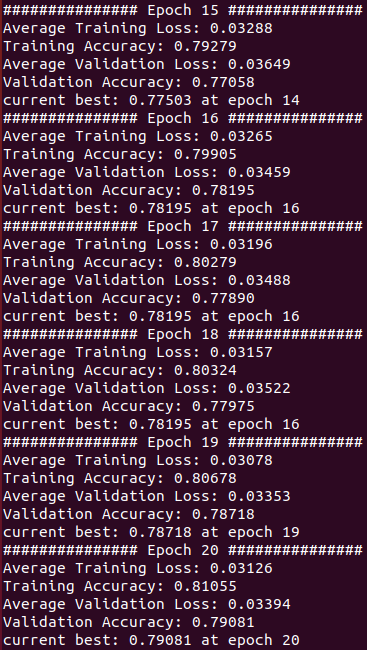 ############### Epoch 15 ###############
Average Training Loss: 0.03288
Training Accuracy: 0.79279
Average Validation Loss: 0.03649
Validation Accuracy: 0.77058
current best: 0.77503 at epoch 14
############### Epoch 16 ###############
Average Training Loss: 0.03265
Training Accuracy: 0.79905
Average Validation Loss: 0.03459
Validation Accuracy: 0.78195
current best: 0.78195 at epoch 16
############### Epoch 17 ###############
Average Training Loss: 0.03196
Training Accuracy: 0.80279
Average Validation Loss: 0.03488
Validation Accuracy: 0.77890
current best: 0.78195 at epoch 16
############### Epoch 18 ###############
Average Training Loss: 0.03157
Training Accuracy: 0.80324
Average Validation Loss: 0.03522
Validation Accuracy: 0.77975
current best: 0.78195 at epoch 16
############### Epoch 19 ###############
Average Training Loss: 0.03078
Training Accuracy: 0.80678
Average Validation Loss: 0.03353
Validation Accuracy: 0.78718
current best: 0.78718 at epoch 19
############### Epoch 20 ###############
Average Training Loss: 0.03126
Training Accuracy: 0.81055
Average Validation Loss: 0.03394
Validation Accuracy: 0.79081
current best: 0.79081 at epoch 20